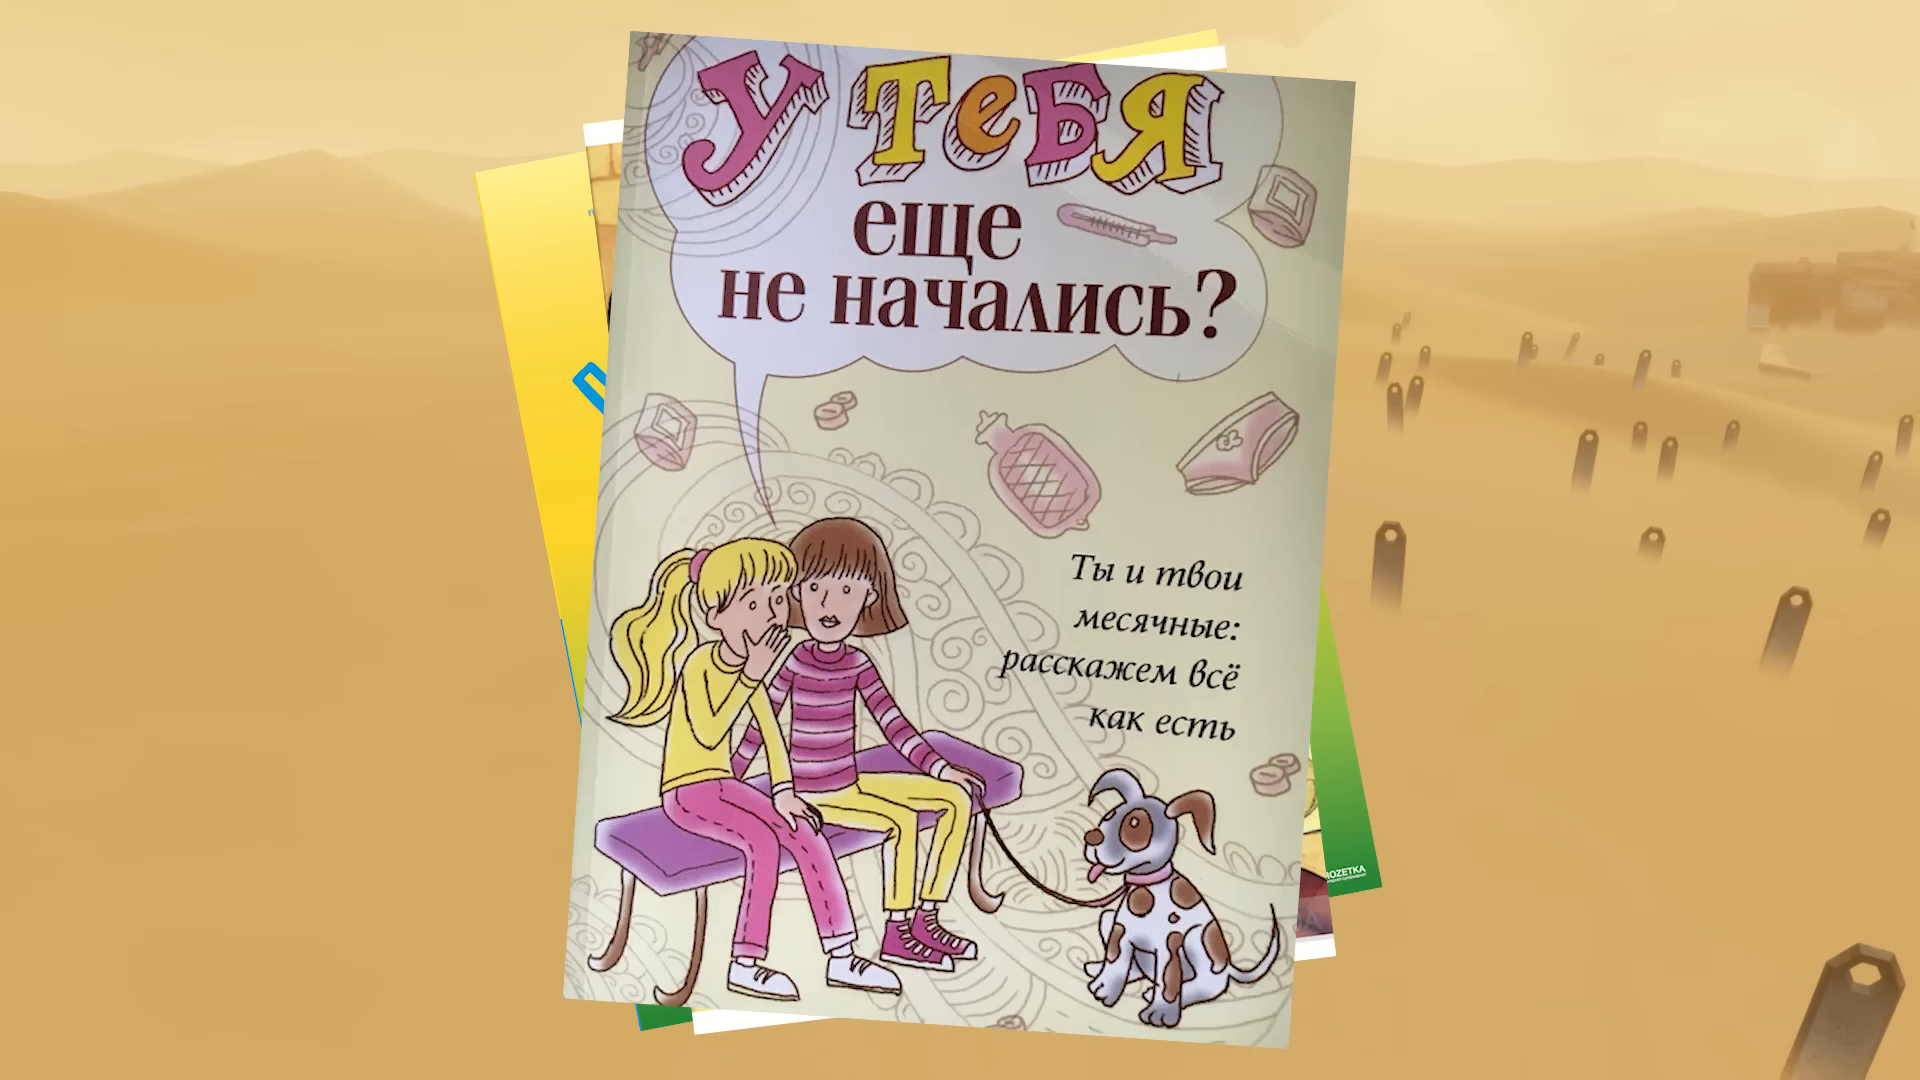 У тебя
еще
не начались?
Ты и твои
месячные:
расскажем всё
как есть